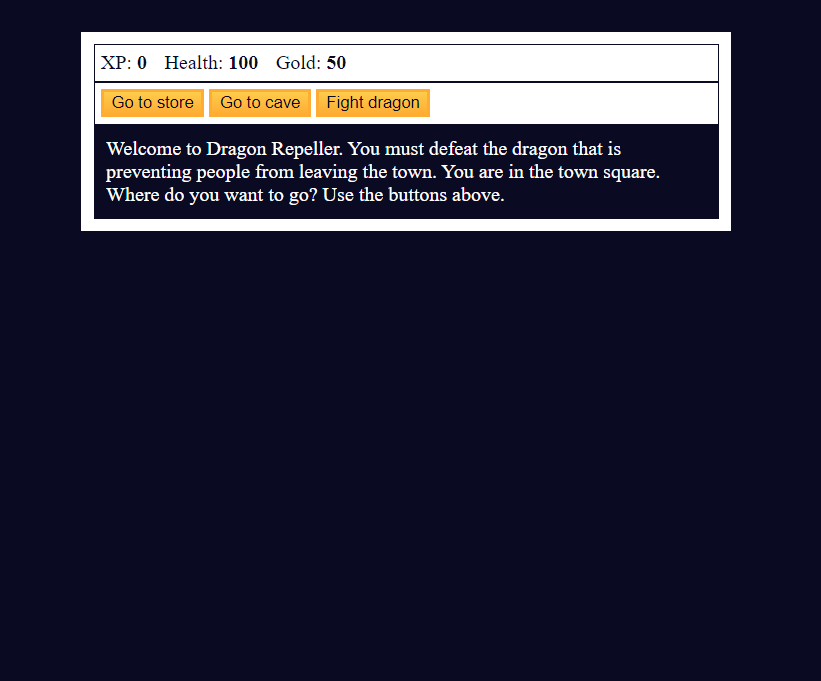 XP: 0 Health: 100 Gold: 50
Go to store Go to cave Fight dragon
Welcome to Dragon Repeller. You must defeat the dragon that is
preventing people from leaving the town. You are in the town square.
Where do you want to go? Use the buttons above.